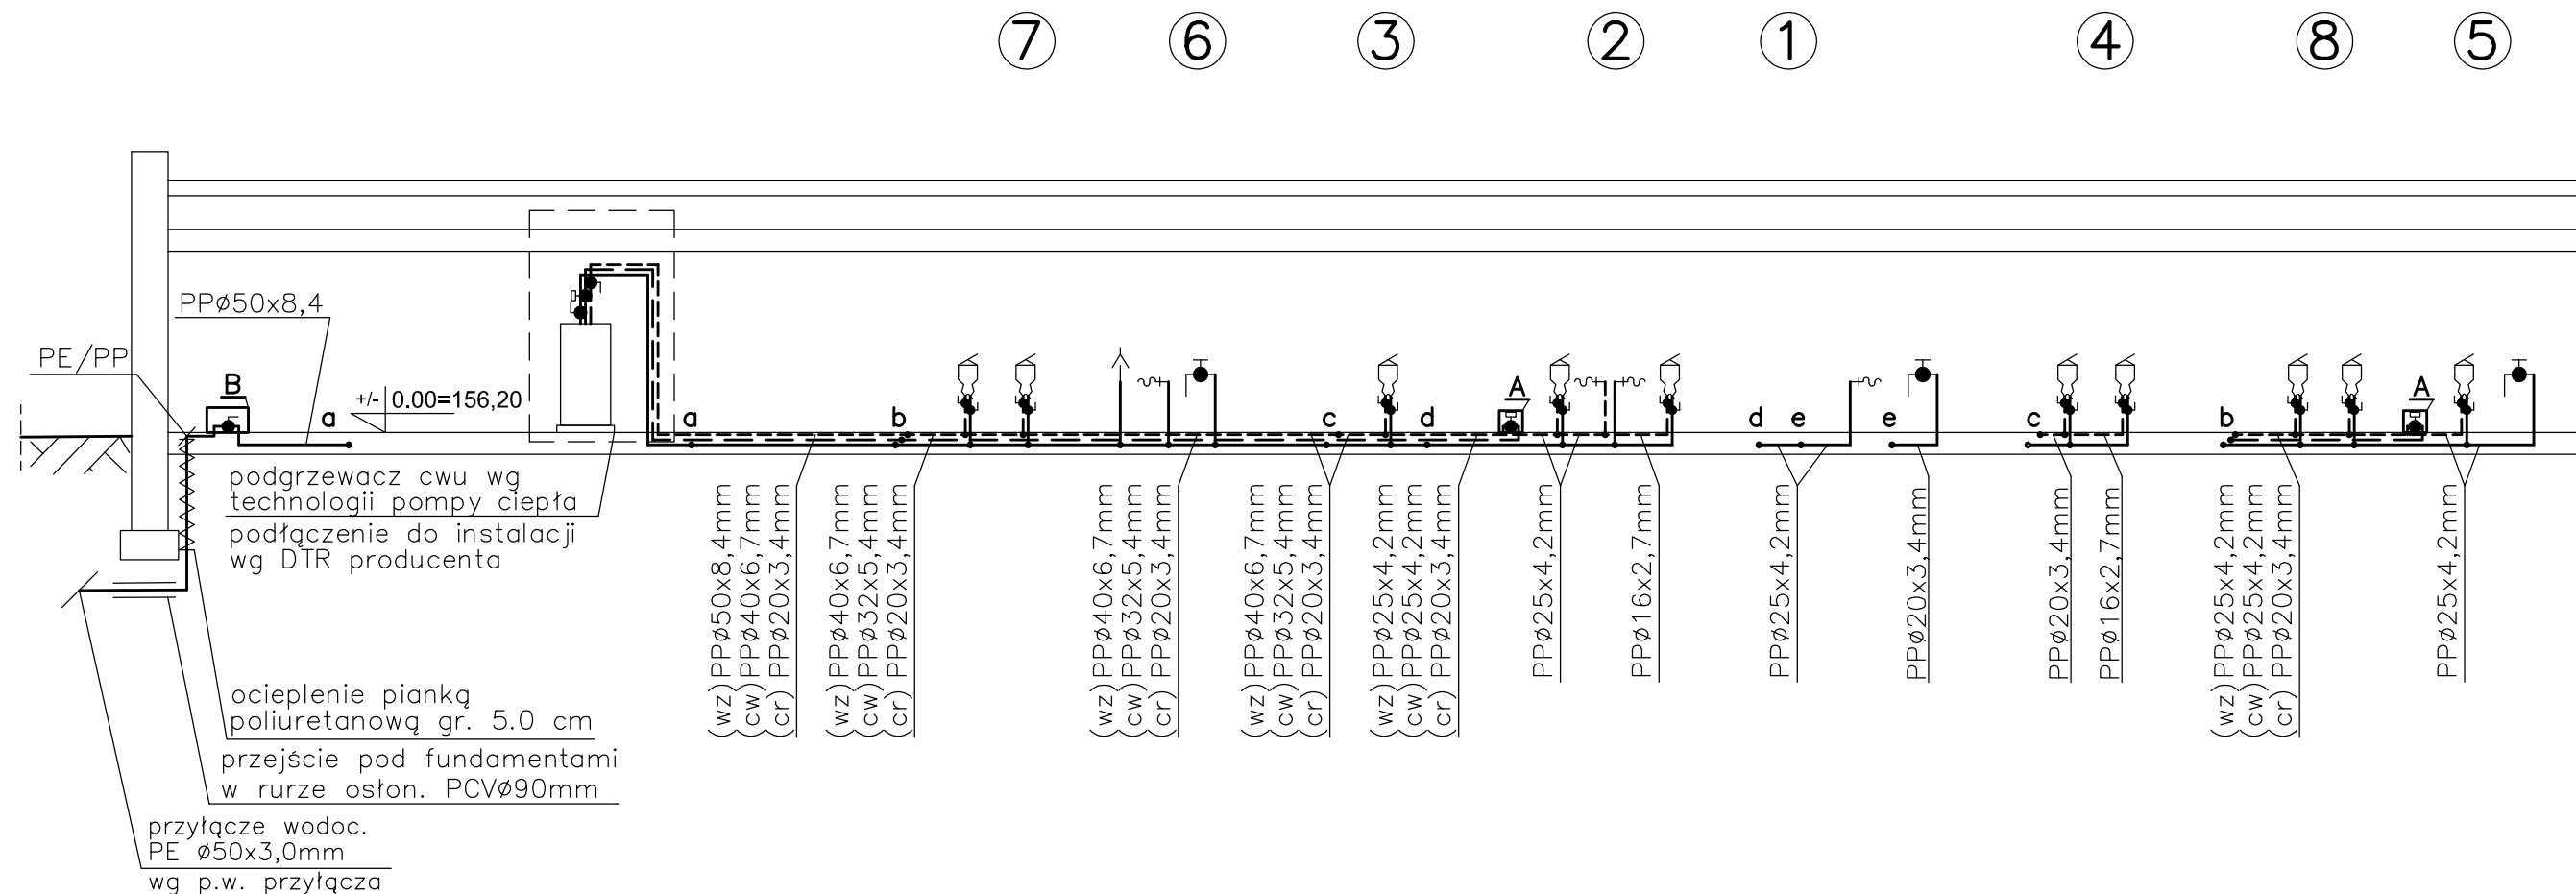 7 6 3 2 1 4 8 5
PPø50x8,4
PE/PP
B
a
+/- 0.00=156,20
a
b
c
d
A
d
e
e
c
b
A
podgrzewacz cwu wg
technologii pompy ciepła
podłączenie do instalacji
wg DTR producenta
(wz)PPø50x8,4mm
(cw)PPø40x6,7mm
(cr)PPø20x3,4mm
(wz)PPø40x6,7mm
(cw)PPø32x5,4mm
(cr)PPø20x3,4mm
(wz)PPø40x6,7mm
(cw)PPø32x5,4mm
(cr)PPø20x3,4mm
(wz)PPø40x6,7mm
(cw)PPø32x5,4mm
(cr)PPø20x3,4mm
(wz)PPø25x4,2mm
(cw)PPø25x4,2mm
(cr)PPø20x3,4mm
PPø25x4,2mm
PPø16x2,7mm
PPø25x4,2mm
PPø20x3,4mm
PPø20x3,4mm
PPø16x2,7mm
(wz)PPø25x4,2mm
(cw)PPø25x4,2mm
(cr)PPø20x3,4mm
PPø25x4,2mm
ocieplenie pianką
poliuretanową gr. 5.0 cm
przejście pod fundamentami
w rurze osłon. PCVø90mm
przyłącze wodoc.
PE ø50x3,0mm
wg p.w. przyłącza